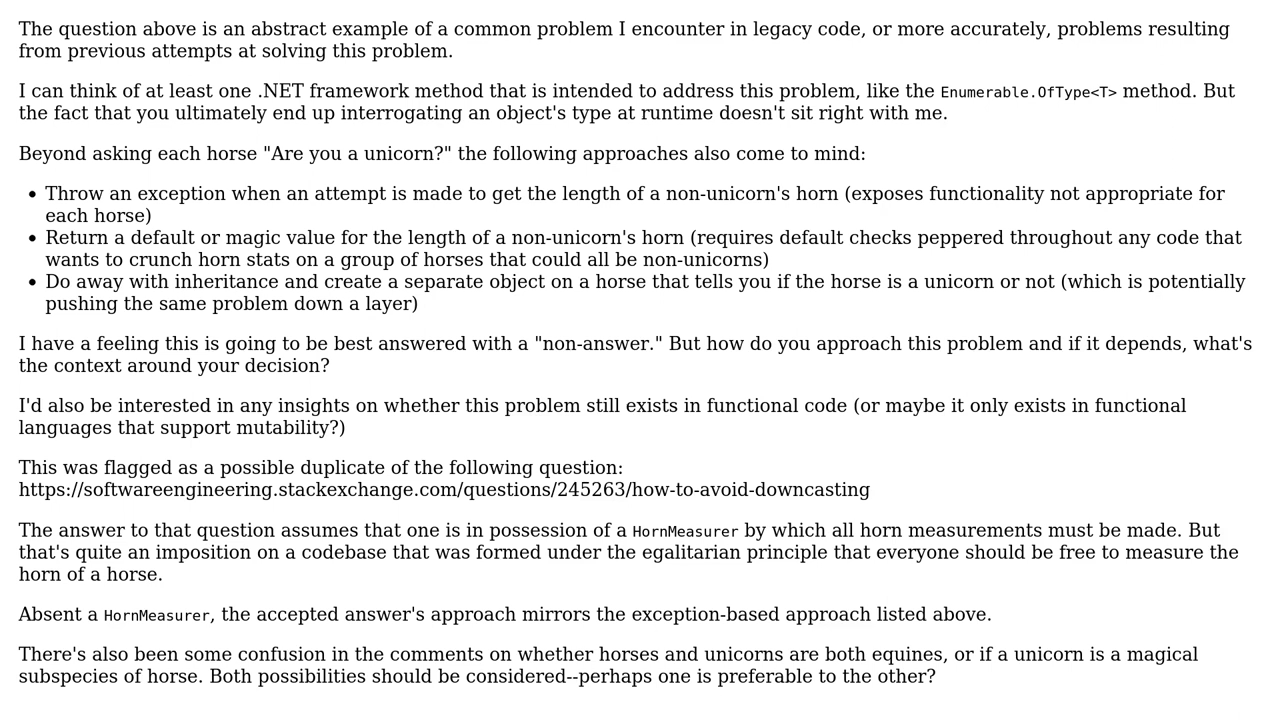 The question above is an abstract example of a common problem I encounter in legacy code, or more accurately, problems resulting
from previous attempts at solving this problem.
I can think of at least one .NET framework method that is intended to address this problem, like the Enumerable.OfType<T> method. But
the fact that you ultimately end up interrogating an object's type at runtime doesn't sit right with me.
Beyond asking each horse "Are you a unicorn?" the following approaches also come to mind:
• Throw an exception when an attempt is made to get the length of a non-unicorn's horn (exposes functionality not appropriate for
each horse)
• Return a default or magic value for the length of a non-unicorn's horn (requires default checks peppered throughout any code that
wants to crunch horn stats on a group of horses that could all be non-unicorns)
• Do away with inheritance and create a separate object on a horse that tells you if the horse is a unicorn or not (which is potentially
pushing the same problem down a layer)
I have a feeling this is going to be best answered with a "non-answer." But how do you approach this problem and if it depends, what's
the context around your decision?
I'd also be interested in any insights on whether this problem still exists in functional code (or maybe it only exists in functional
languages that support mutability?)
This was flagged as a possible duplicate of the following question:
https://softwareengineering.stackexchange.com/questions/245263/how-to-avoid-downcasting
The answer to that question assumes that one is in possession of a HornMeasurer by which all horn measurements must be made. But
that's quite an imposition on a codebase that was formed under the egalitarian principle that everyone should be free to measure the
horn of a horse.
Absent a HornMeasurer, the accepted answer's approach mirrors the exception-based approach listed above.
There's also been some confusion in the comments on whether horses and unicorns are both equines, or if a unicorn is a magical
subspecies of horse. Both possibilities should be considered--perhaps one is preferable to the other?